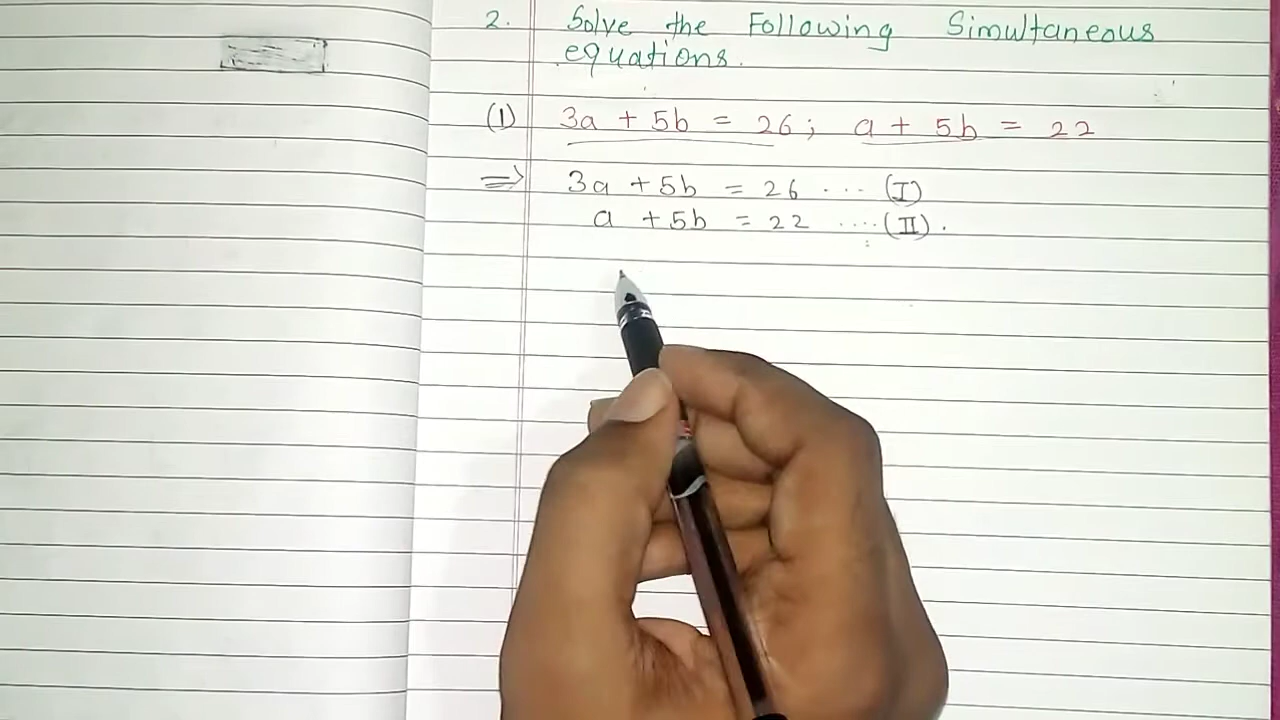 2. Solve the Following Simultaneous
equations.
(1) 3a + 5b = 26; a + 5b = 22
⇒ 3a + 5b = 26 ... (I)
a + 5b = 22 ....(II).